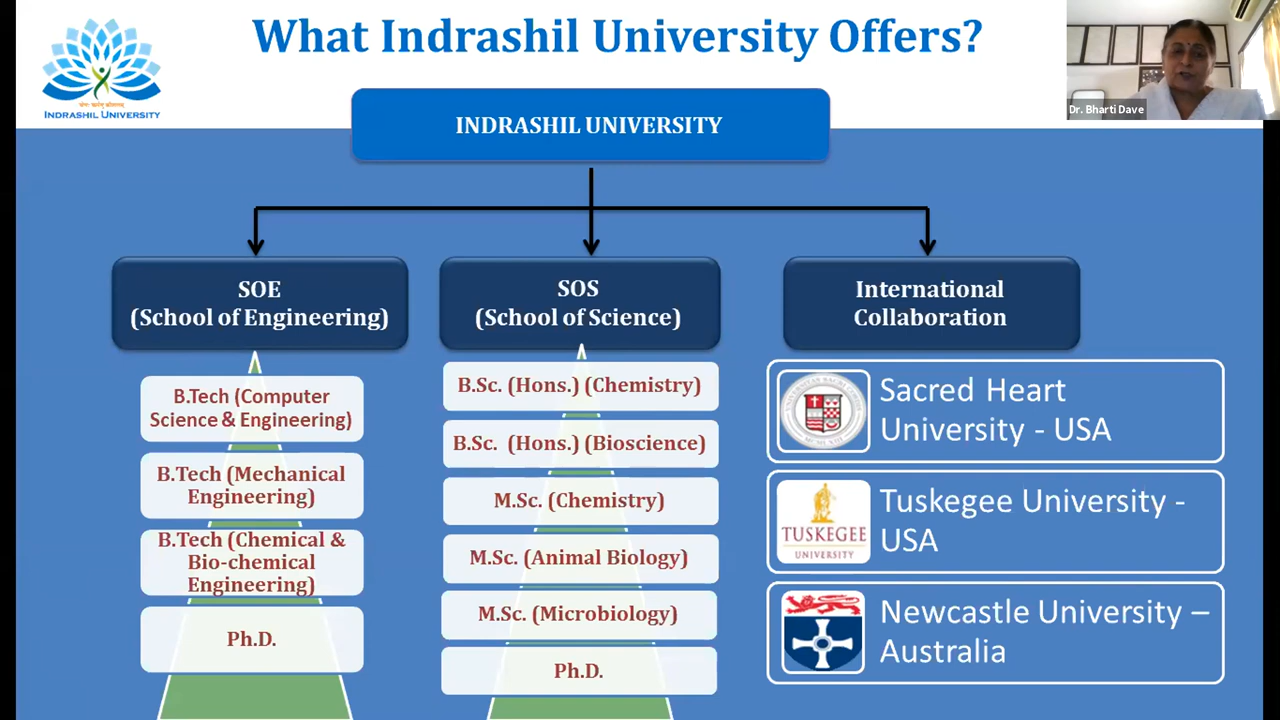 What Indrashil University Offers?
INDRASHIL UNIVERSITY
Dr. Bharti Dave
INDRASHIL UNIVERSITY
SOE
(School of Engineering)
B.Tech (Computer
Science & Engineering)
B.Tech (Mechanical
Engineering)
B.Tech (Chemical &
Bio-chemical
Engineering)
Ph.D.
SOS
(School of Science)
B.Sc. (Hons.) (Chemistry)
B.Sc. (Hons.) (Bioscience)
M.Sc. (Chemistry)
M.Sc. (Animal Biology)
M.Sc. (Microbiology)
Ph.D.
International
Collaboration
Sacred Heart
University - USA
TUSKEGEE
UNIVERSITY
Tuskegee University -
USA
Newcastle University –
Australia